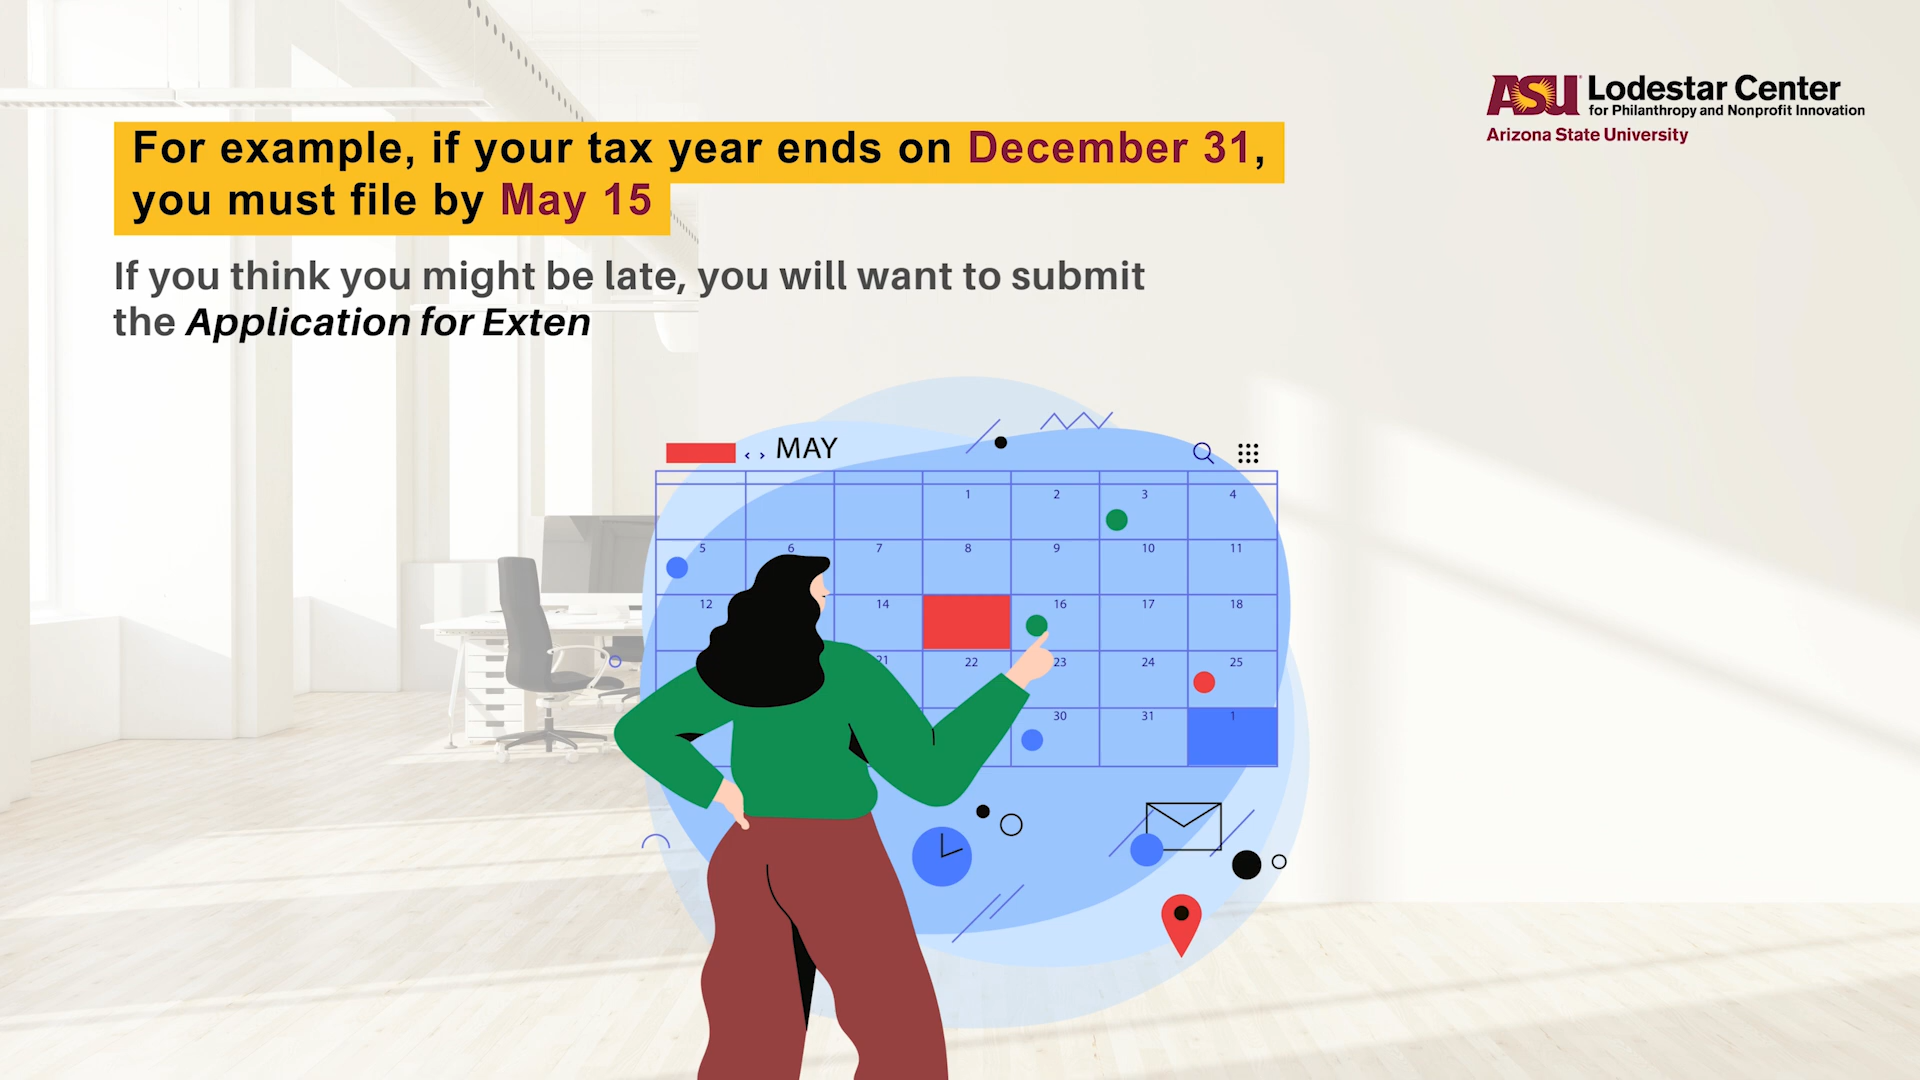 ASU Lodestar Center
for Philanthropy and Nonprofit Innovation
Arizona State University
For example, if your tax year ends on December 31,
you must file by May 15
If you think you might be late, you will want to submit
the Application for Exten
‹ › MAY
1 2 3 4
5 6 7 8 9 10 11
12 14 16 17 18
21 22 23 24 25
30 31 1